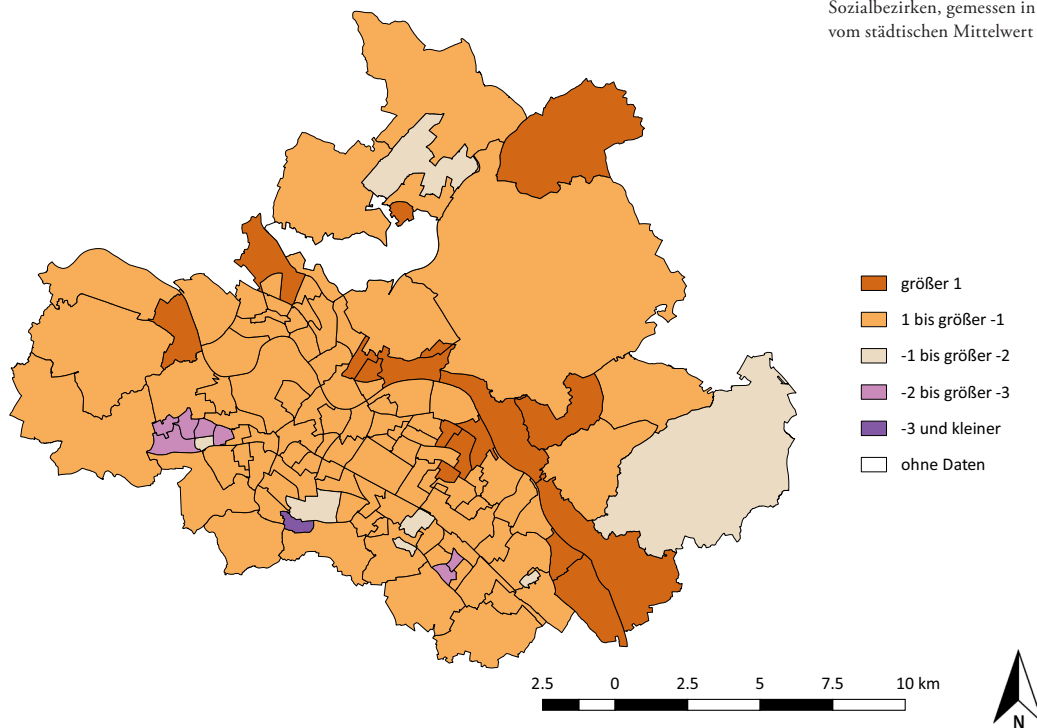 Sozialbezirken, gemessen in
vom städtischen Mittelwert
größer 1
1 bis größer -1
-1 bis größer -2
-2 bis größer -3
-3 und kleiner
ohne Daten
2.5 0 2.5 5 7.5 10 km
N